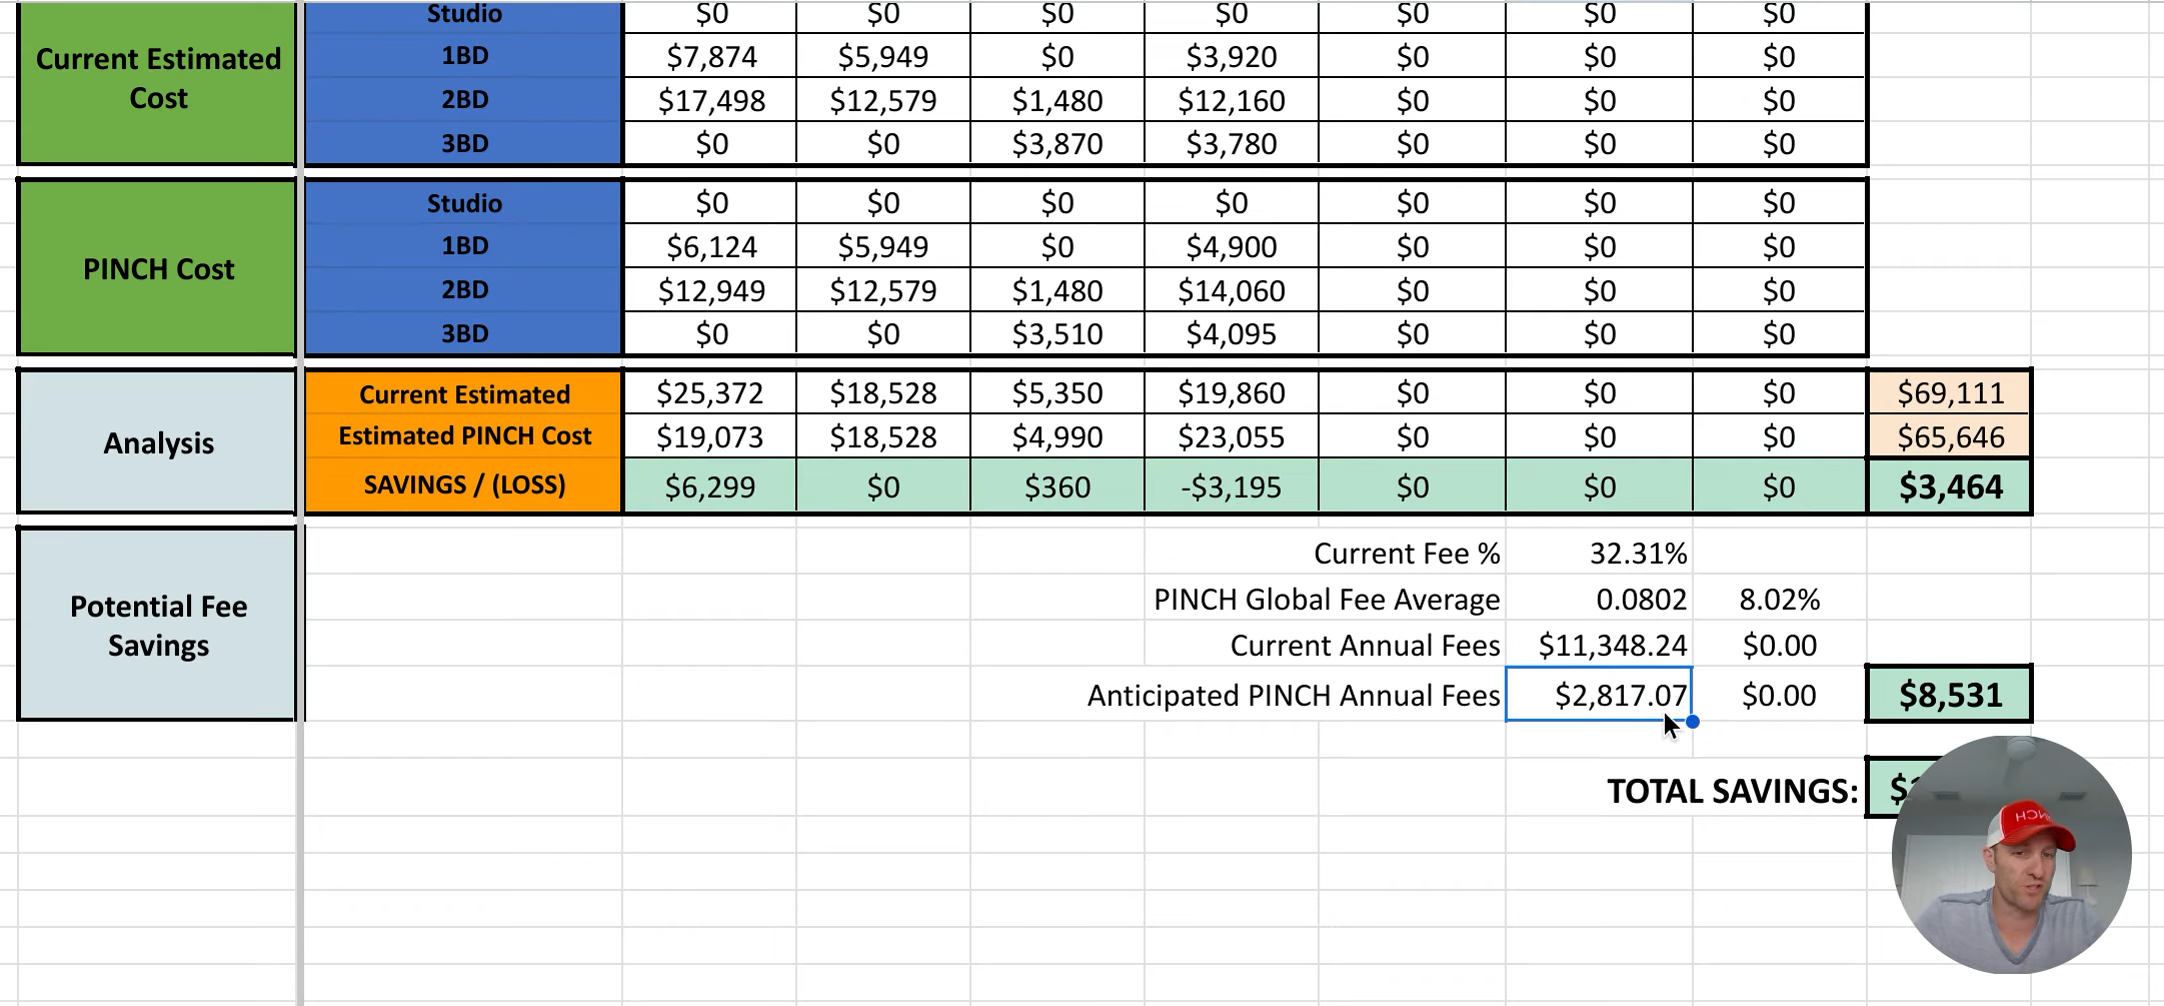 Studio $0 $0 $0 $0 $0 $0 $0
Current Estimated Cost
1BD $7,874 $5,949 $0 $3,920 $0 $0 $0
2BD $17,498 $12,579 $1,480 $12,160 $0 $0 $0
3BD $0 $0 $3,870 $3,780 $0 $0 $0
PINCH Cost
Studio $0 $0 $0 $0 $0 $0 $0
1BD $6,124 $5,949 $0 $4,900 $0 $0 $0
2BD $12,949 $12,579 $1,480 $14,060 $0 $0 $0
3BD $0 $0 $3,510 $4,095 $0 $0 $0
Analysis
Current Estimated $25,372 $18,528 $5,350 $19,860 $0 $0 $0 $69,111
Estimated PINCH Cost $19,073 $18,528 $4,990 $23,055 $0 $0 $0 $65,646
SAVINGS / (LOSS) $6,299 $0 $360 -$3,195 $0 $0 $0 $3,464
Potential Fee
Savings
Current Fee % 32.31%
PINCH Global Fee Average 0.0802 8.02%
Current Annual Fees $11,348.24 $0.00
Anticipated PINCH Annual Fees $2,817.07 $0.00 $8,531
TOTAL SAVINGS: $